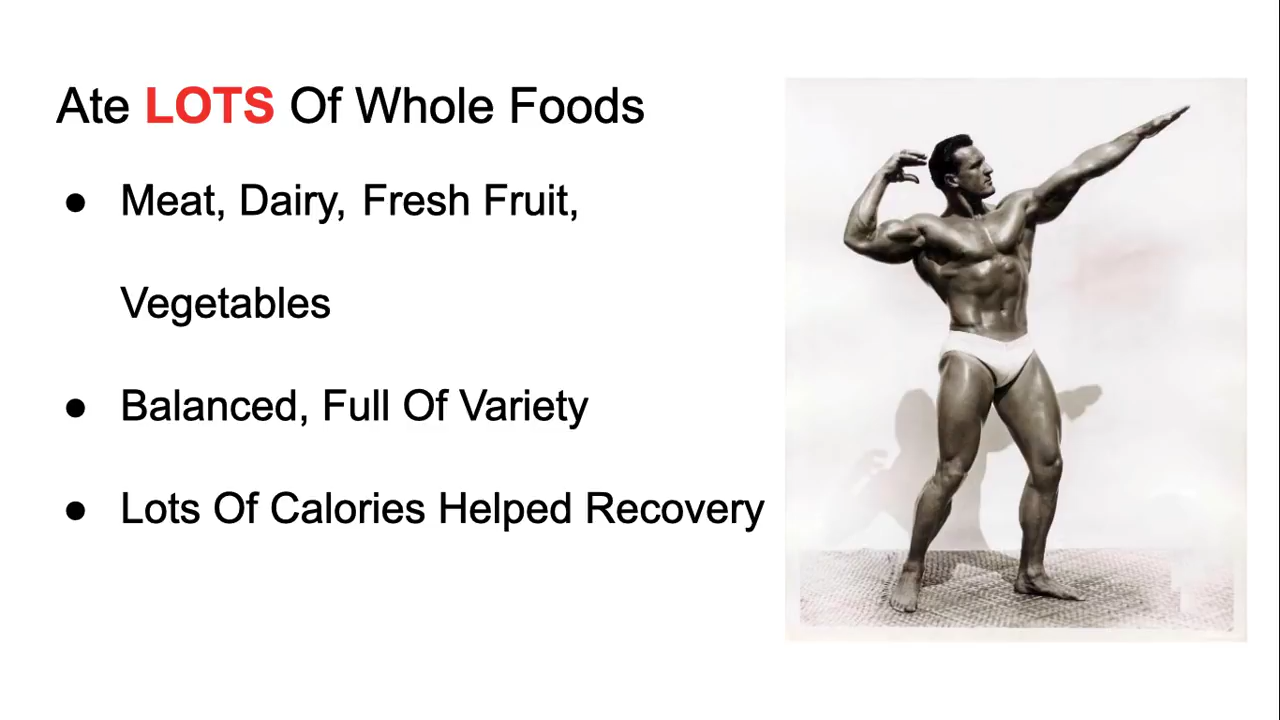 Ate LOTS Of Whole Foods
● Meat, Dairy, Fresh Fruit,
Vegetables
● Balanced, Full Of Variety
● Lots Of Calories Helped Recovery